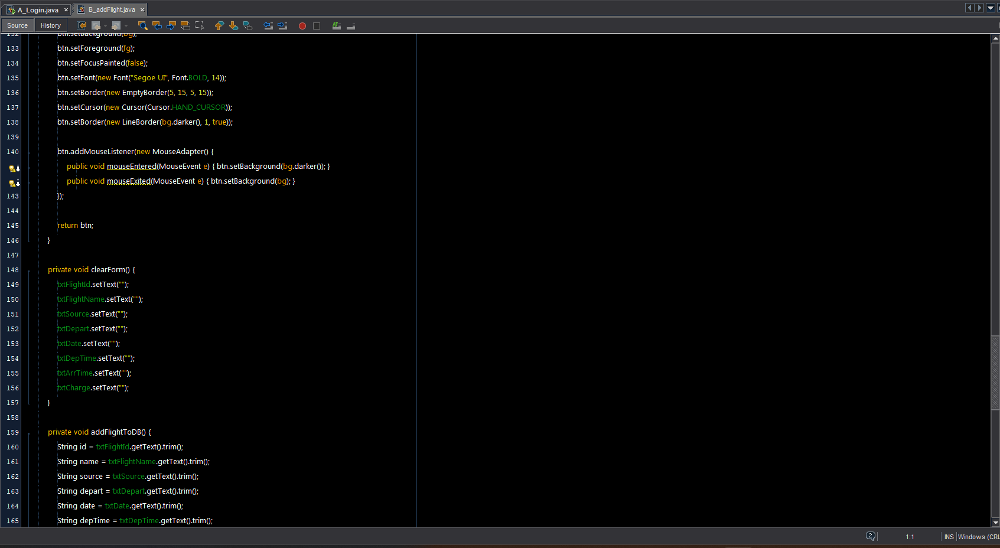 A_Login.java × B_addFlight.java ×
Source History
132 btn.setBackground(bg);
133 btn.setForeground(fg);
134 btn.setFocusPainted(false);
135 btn.setFont(new Font("Segoe UI", Font.BOLD, 14));
136 btn.setBorder(new EmptyBorder(5, 15, 5, 15));
137 btn.setCursor(new Cursor(Cursor.HAND_CURSOR));
138 btn.setBorder(new LineBorder(bg.darker(), 1, true));
139
140 btn.addMouseListener(new MouseAdapter() {
public void mouseEntered(MouseEvent e) { btn.setBackground(bg.darker()); }
public void mouseExited(MouseEvent e) { btn.setBackground(bg); }
143 });
144
145 return btn;
146 }
147
148 private void clearForm() {
149 txtFlightId.setText("");
150 txtFlightName.setText("");
151 txtSource.setText("");
152 txtDepart.setText("");
153 txtDate.setText("");
154 txtDepTime.setText("");
155 txtArrTime.setText("");
156 txtCharge.setText("");
157 }
158
159 private void addFlightToDB() {
160 String id = txtFlightId.getText().trim();
161 String name = txtFlightName.getText().trim();
162 String source = txtSource.getText().trim();
163 String depart = txtDepart.getText().trim();
164 String date = txtDate.getText().trim();
165 String depTime = txtDepTime.getText().trim();
2 1:1 INS Windows (CRL